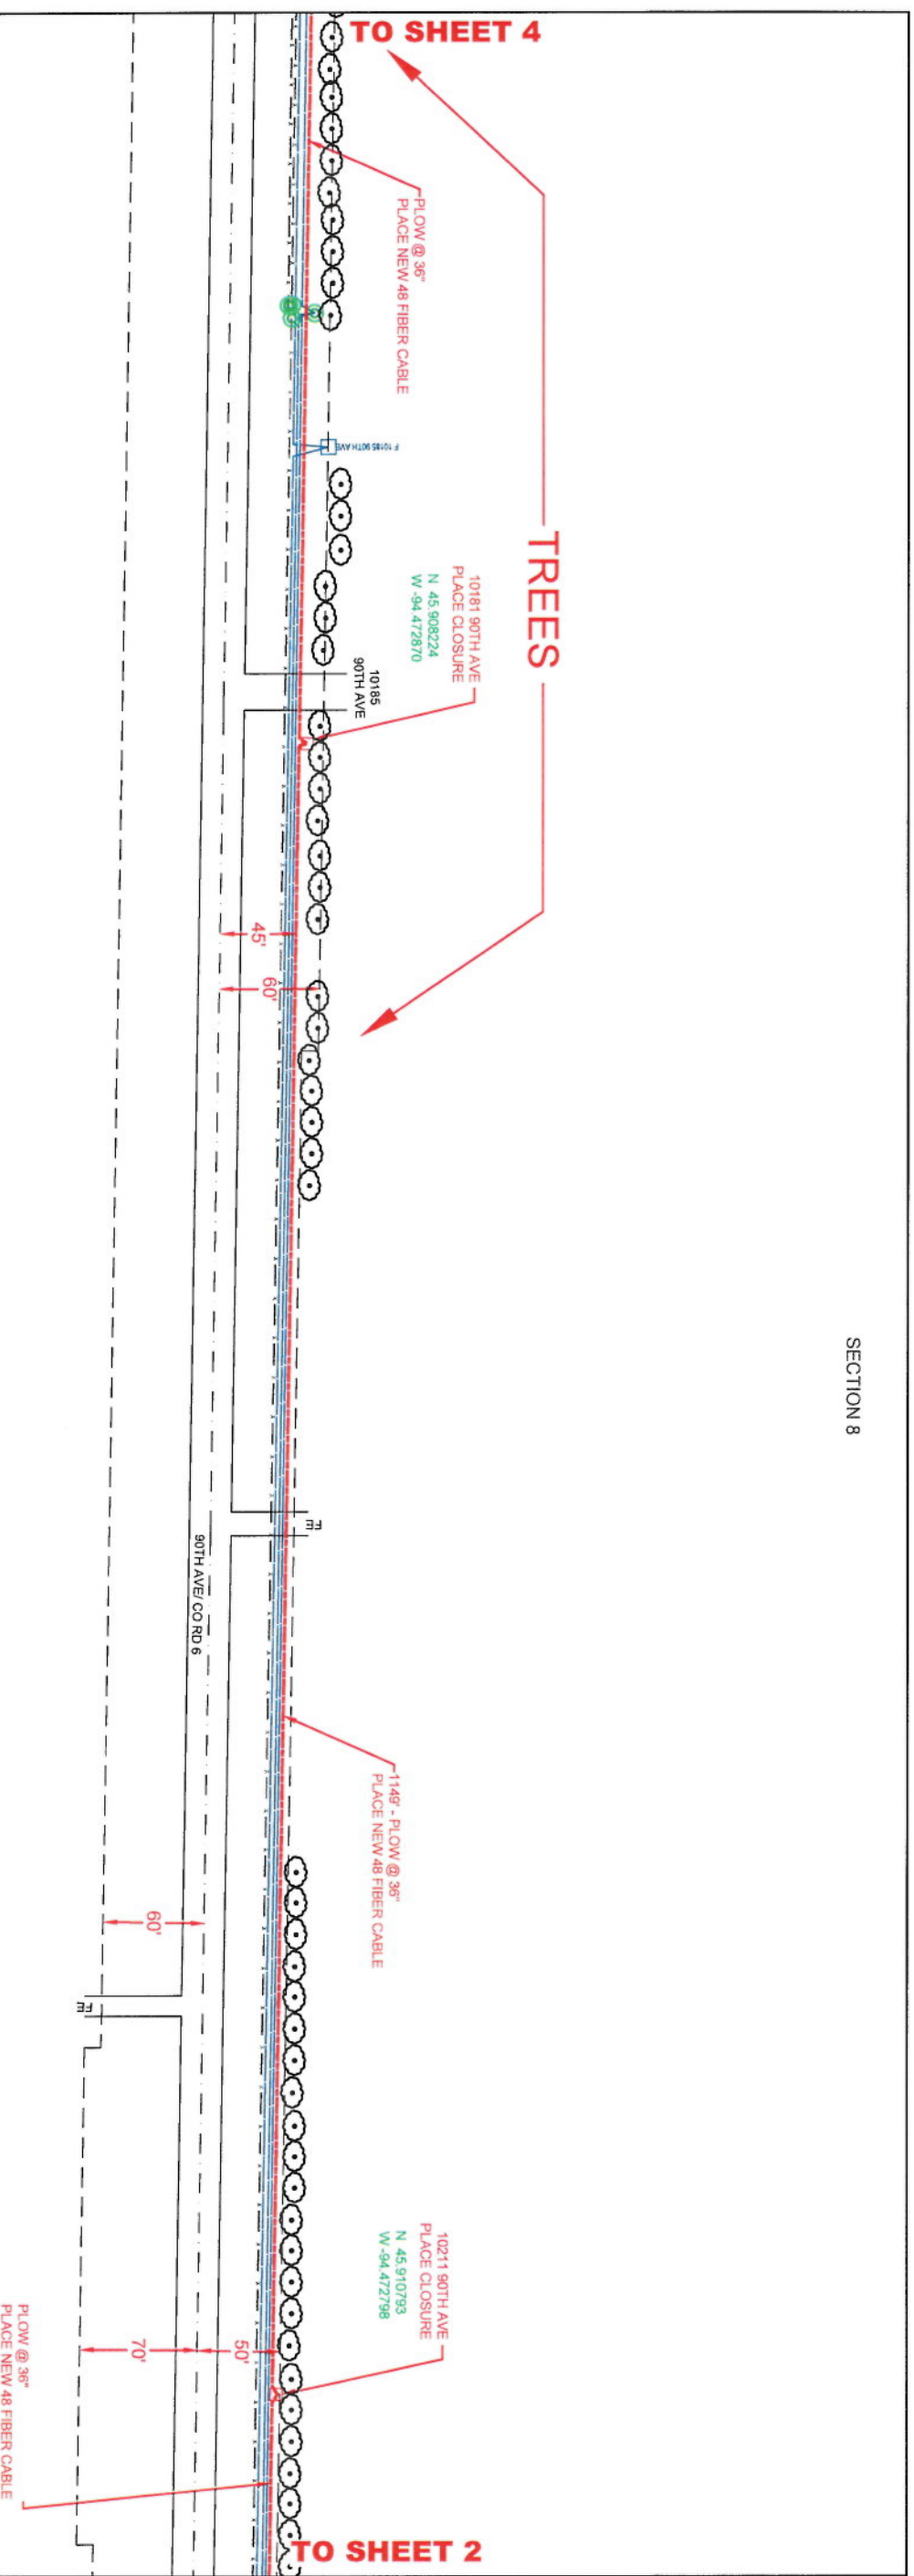 TO SHEET 4
TREES
SECTION 8
PLOW @ 36"
PLACE NEW 48 FIBER CABLE
F 10185 90TH AVE
10181 90TH AVE
PLACE CLOSURE
N 45.908224
W -94.472870
10185
90TH AVE
45'
60'
FE
90TH AVE/ CO RD 6
1149' - PLOW @ 36"
PLACE NEW 48 FIBER CABLE
60'
FE
10211 90TH AVE
PLACE CLOSURE
N 45.910793
W -94.472798
50'
70'
PLOW @ 36"
PLACE NEW 48 FIBER CABLE
TO SHEET 2